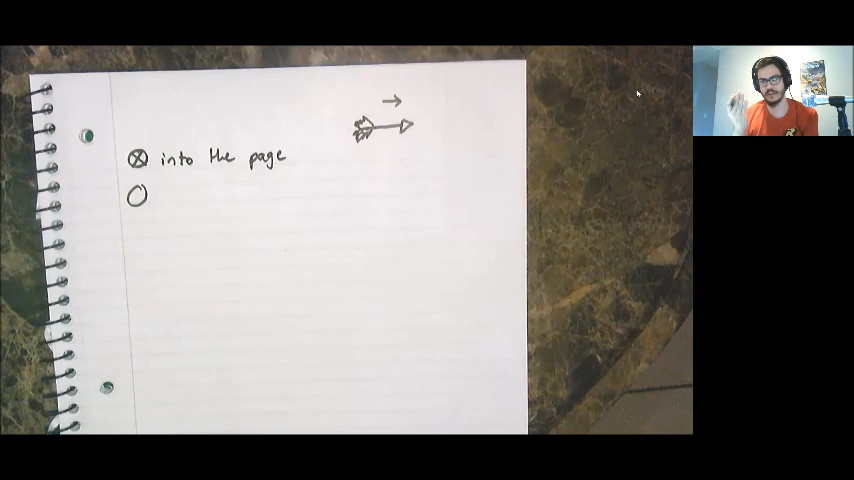 ⊗ into the page